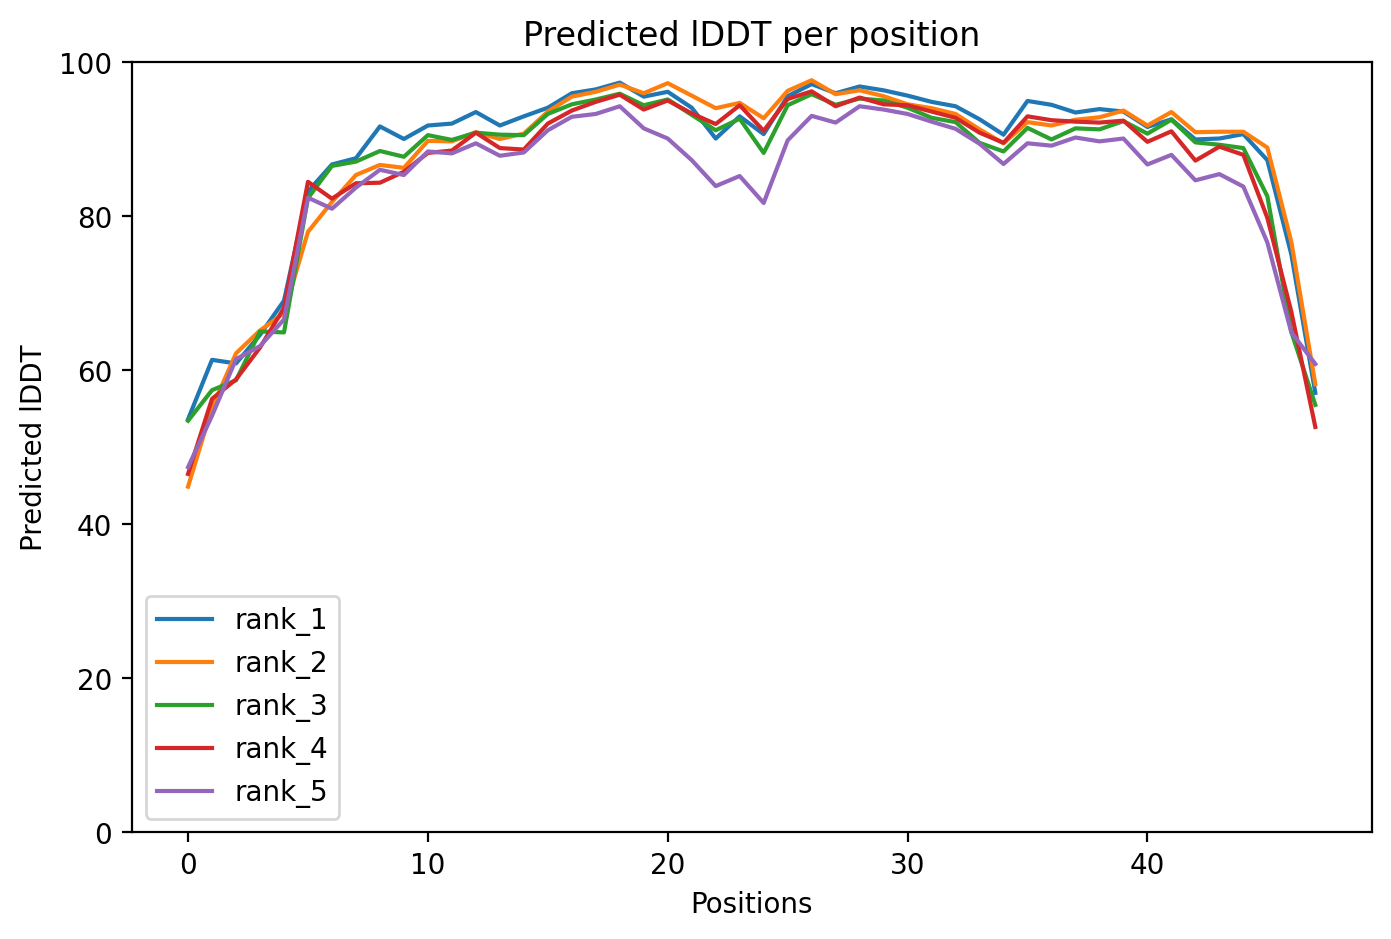 Predicted lDDT per position
Predicted lDDT
100
80
60
40
20
0
rank_1
rank_2
rank_3
rank_4
rank_5
0 10 20 30 40
Positions